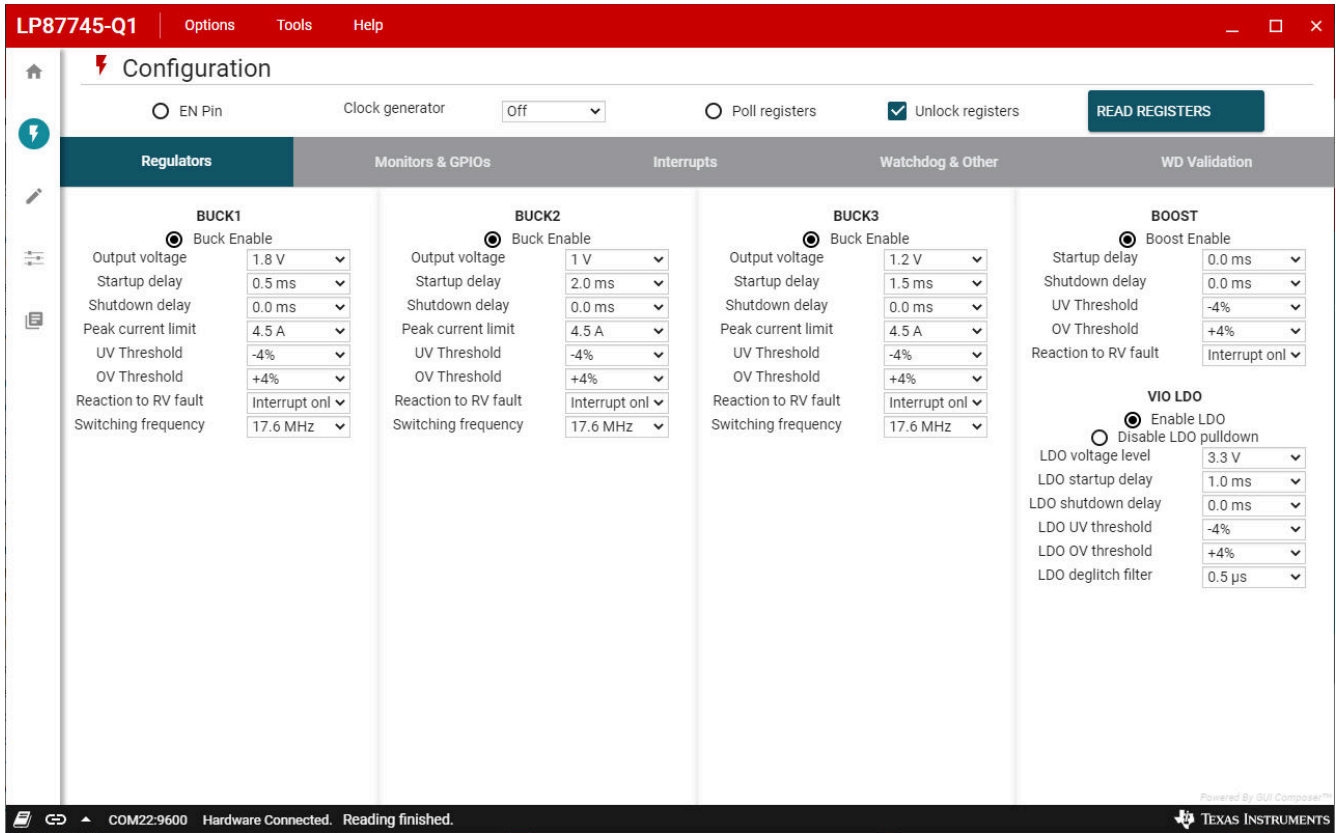 LP87745-Q1 Options Tools Help
Configuration
EN Pin Clock generator Off Poll registers Unlock registers READ REGISTERS
Regulators Monitors & GPIOs Interrupts Watchdog & Other WD Validation
BUCK1
Buck Enable
Output voltage 1.8 V
Startup delay 0.5 ms
Shutdown delay 0.0 ms
Peak current limit 4.5 A
UV Threshold -4%
OV Threshold +4%
Reaction to RV fault Interrupt onl
Switching frequency 17.6 MHz
BUCK2
Buck Enable
Output voltage 1 V
Startup delay 2.0 ms
Shutdown delay 0.0 ms
Peak current limit 4.5 A
UV Threshold -4%
OV Threshold +4%
Reaction to RV fault Interrupt onl
Switching frequency 17.6 MHz
BUCK3
Buck Enable
Output voltage 1.2 V
Startup delay 1.5 ms
Shutdown delay 0.0 ms
Peak current limit 4.5 A
UV Threshold -4%
OV Threshold +4%
Reaction to RV fault Interrupt onl
Switching frequency 17.6 MHz
BOOST
Boost Enable
Startup delay 0.0 ms
Shutdown delay 0.0 ms
UV Threshold -4%
OV Threshold +4%
Reaction to RV fault Interrupt onl
VIO LDO
Enable LDO
Disable LDO pulldown
LDO voltage level 3.3 V
LDO startup delay 1.0 ms
LDO shutdown delay 0.0 ms
LDO UV threshold -4%
LDO OV threshold +4%
LDO deglitch filter 0.5 µs
Powered By GUI Composer™
COM22:9600 Hardware Connected. Reading finished. TEXAS INSTRUMENTS